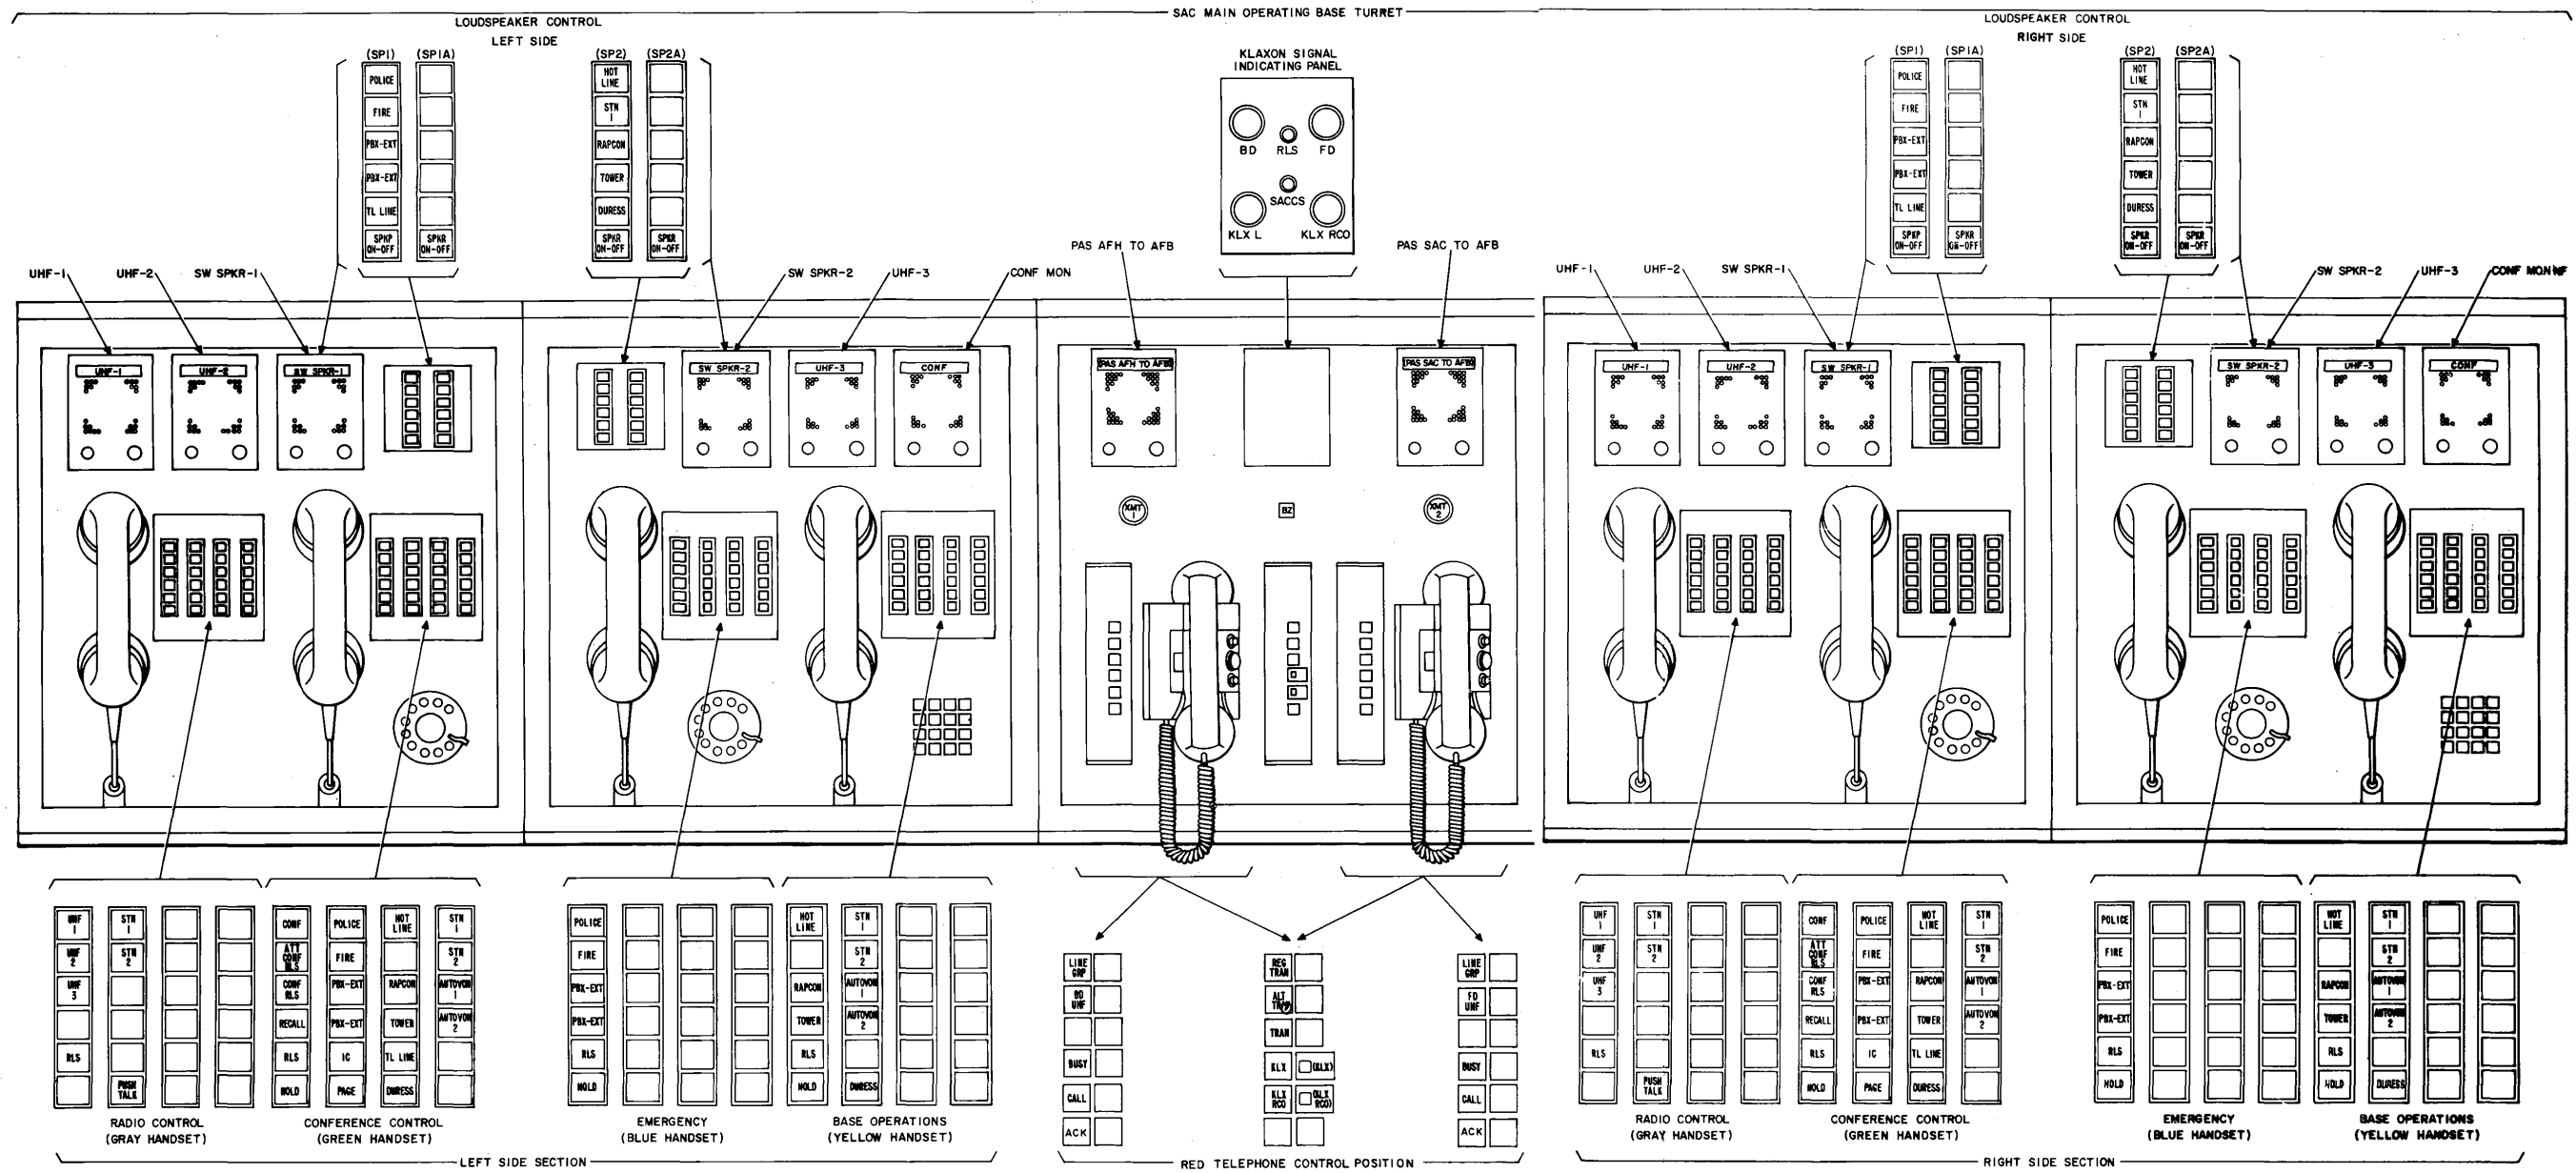 SAC MAIN OPERATING BASE TURRET
LOUDSPEAKER CONTROL
LEFT SIDE
(SP1) (SP1A)
POLICE
FIRE
PBX-EXT
PBX-EXT
TL LINE
SPKP ON-OFF
SPKR ON-OFF
(SP2) (SP2A)
HOT LINE
STN 1
RAPCON
TOWER
DURESS
SPKR ON-OFF
SPKR ON-OFF
KLAXON SIGNAL
INDICATING PANEL
BD RLS FD
SACCS
KLX L KLX RCO
LOUDSPEAKER CONTROL
RIGHT SIDE
(SP1) (SP1A)
POLICE
FIRE
PBX-EXT
PBX-EXT
TL LINE
SPKP ON-OFF
SPKR ON-OFF
(SP2) (SP2A)
HOT LINE
STN 1
RAPCON
TOWER
DURESS
SPKR ON-OFF
SPKR ON-OFF
UHF-1 UHF-2 SW SPKR-1 SW SPKR-2 UHF-3 CONF MON
PAS AFH TO AFB PAS SAC TO AFB
UHF-1 UHF-2 SW SPKR-1 SW SPKR-2 UHF-3 CONF MON
UHF-1 UHF-2 SW SPKR-1 SW SPKR-2 UHF-3 CONF
PAS AFH TO AFB PAS SAC TO AFB
UHF-1 UHF-2 SW SPKR-1 SW SPKR-2 UHF-3 CONF
XMT 1 BZ XMT 2
UHF 1 STN 1
UHF 2 STN 2
UHF 3
RLS
PUSH TALK
RADIO CONTROL
(GRAY HANDSET)
CONF POLICE HOT LINE STN 1
ATT CONF RLS FIRE STN 2
CONF RLS PBX-EXT RAPCON AUTOVON 1
RECALL PBX-EXT TOWER AUTOVON 2
RLS IC TL LINE
HOLD PAGE DURESS
CONFERENCE CONTROL
(GREEN HANDSET)
POLICE
FIRE
PBX-EXT
PBX-EXT
RLS
HOLD
EMERGENCY
(BLUE HANDSET)
HOT LINE STN 1
STN 2
RAPCON AUTOVON 1
TOWER AUTOVON 2
RLS
HOLD DURESS
BASE OPERATIONS
(YELLOW HANDSET)
LEFT SIDE SECTION
LINE GRP
BD UHF
BUSY
CALL
ACK
REG TRAN
ALT
TRAN
KLX (KLX)
KLX RCO (KLX RCO)
LINE GRP
FD UHF
BUSY
CALL
ACK
RED TELEPHONE CONTROL POSITION
UHF 1 STN 1
UHF 2 STN 2
UHF 3
RLS
PUSH TALK
RADIO CONTROL
(GRAY HANDSET)
CONF POLICE HOT LINE STN 1
ATT CONF RLS FIRE STN 2
CONF RLS PBX-EXT RAPCON AUTOVON 1
RECALL PBX-EXT TOWER AUTOVON 2
RLS IC TL LINE
HOLD PAGE DURESS
CONFERENCE CONTROL
(GREEN HANDSET)
POLICE
FIRE
PBX-EXT
PBX-EXT
RLS
HOLD
EMERGENCY
(BLUE HANDSET)
HOT LINE STN 1
STN 2
RAPCON AUTOVON 1
TOWER AUTOVON 2
RLS
HOLD DURESS
BASE OPERATIONS
(YELLOW HANDSET)
RIGHT SIDE SECTION